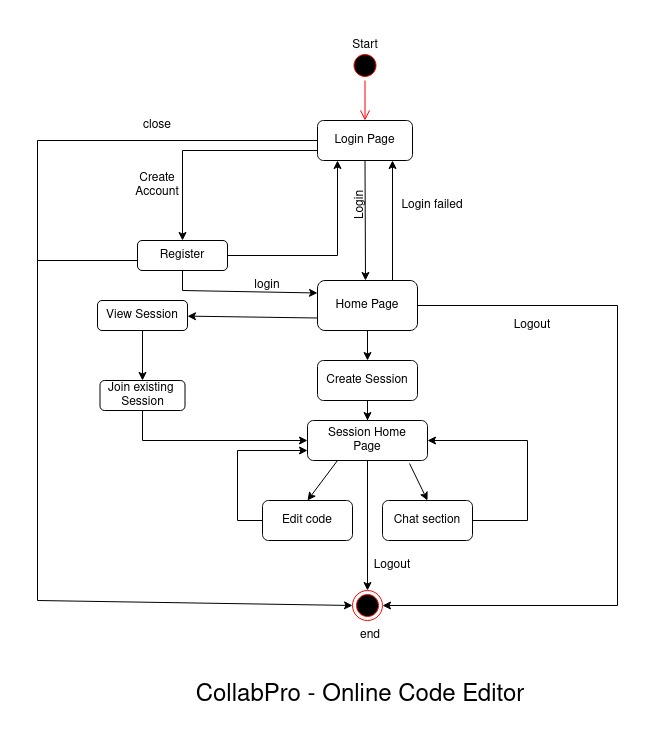 Start
close
Login Page
Create
Account
Login
Login failed
Register
login
Home Page
View Session
Logout
Create Session
Join existing
Session
Session Home
Page
Edit code
Chat section
Logout
end
CollabPro - Online Code Editor